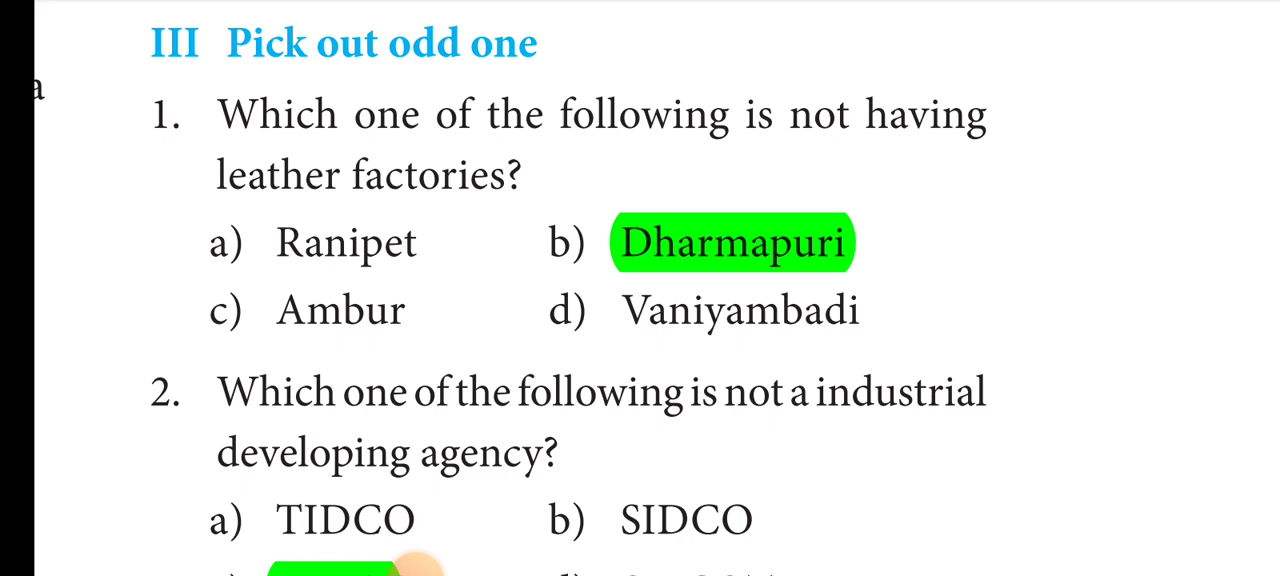 III Pick out odd one
a
1. Which one of the following is not having
leather factories?
a) Ranipet b) Dharmapuri
c) Ambur d) Vaniyambadi
2. Which one of the following is not a industrial
developing agency?
a) TIDCO b) SIDCO